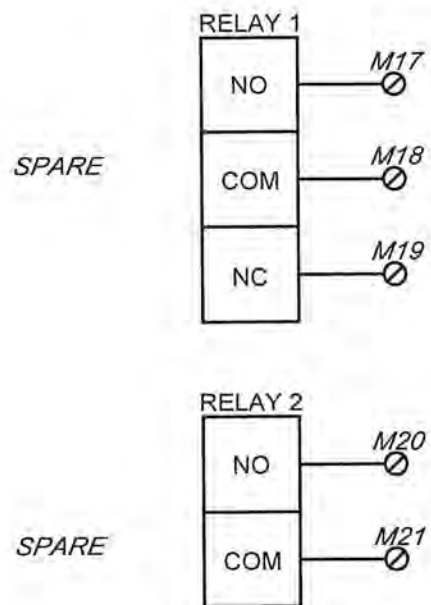 RELAY 1
NO
M17
SPARE
COM
M18
NC
M19
RELAY 2
NO
M20
SPARE
COM
M21